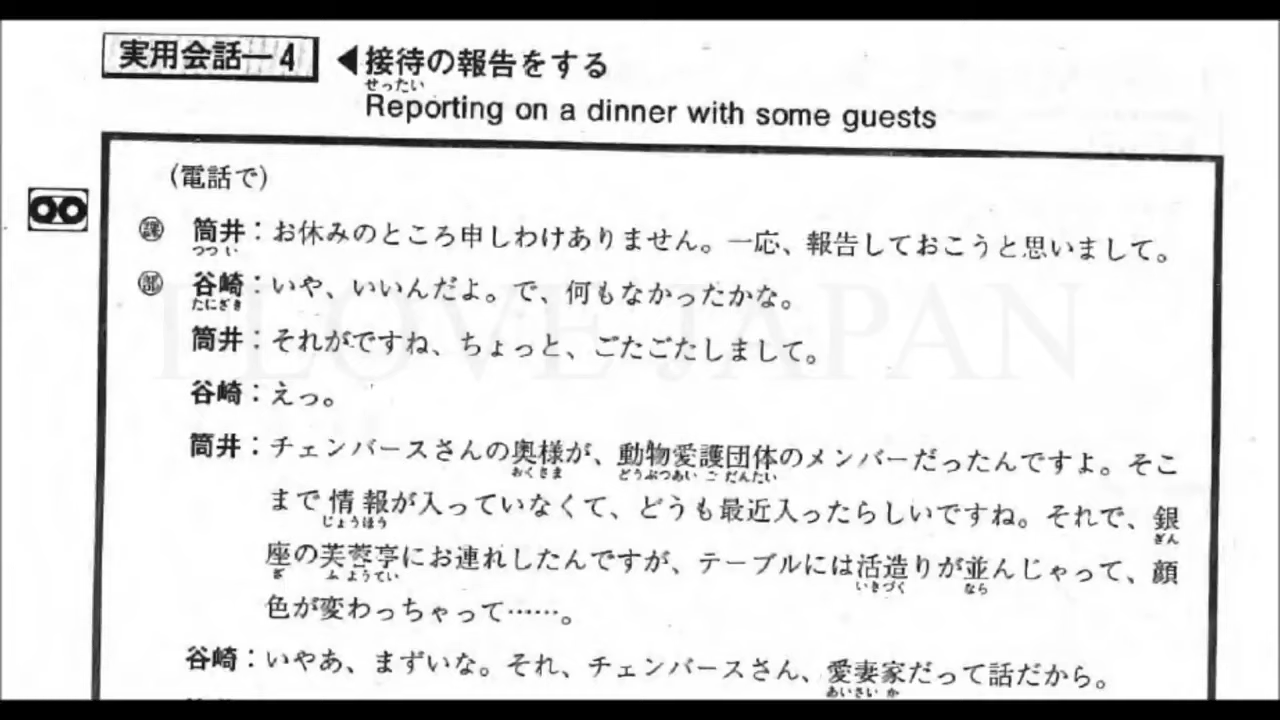 実用会話ー4 ◀接待の報告をする
せったい
Reporting on a dinner with some guests
(電話で)
課 筒井:お休みのところ申しわけありません。一応、報告しておこうと思いまして。
つつい
部 谷崎:いや、いいんだよ。で、何もなかったかな。
たにざき
筒井:それがですね、ちょっと、ごたごたしまして。
谷崎:えっ。
筒井:チェンバースさんの奥様が、動物愛護団体のメンバーだったんですよ。そこ
おくさま どうぶつあいごだんたい
まで情報が入っていなくて、どうも最近入ったらしいですね。それで、銀
じょうほう ぎん
座の芙蓉亭にお連れしたんですが、テーブルには活造りが並んじゃって、顔
ざ ふようてい いきづく なら
色が変わっちゃって……。
谷崎:いやあ、まずいな。それ、チェンバースさん、愛妻家だって話だから。
あいさいか
I LOVE JAPAN